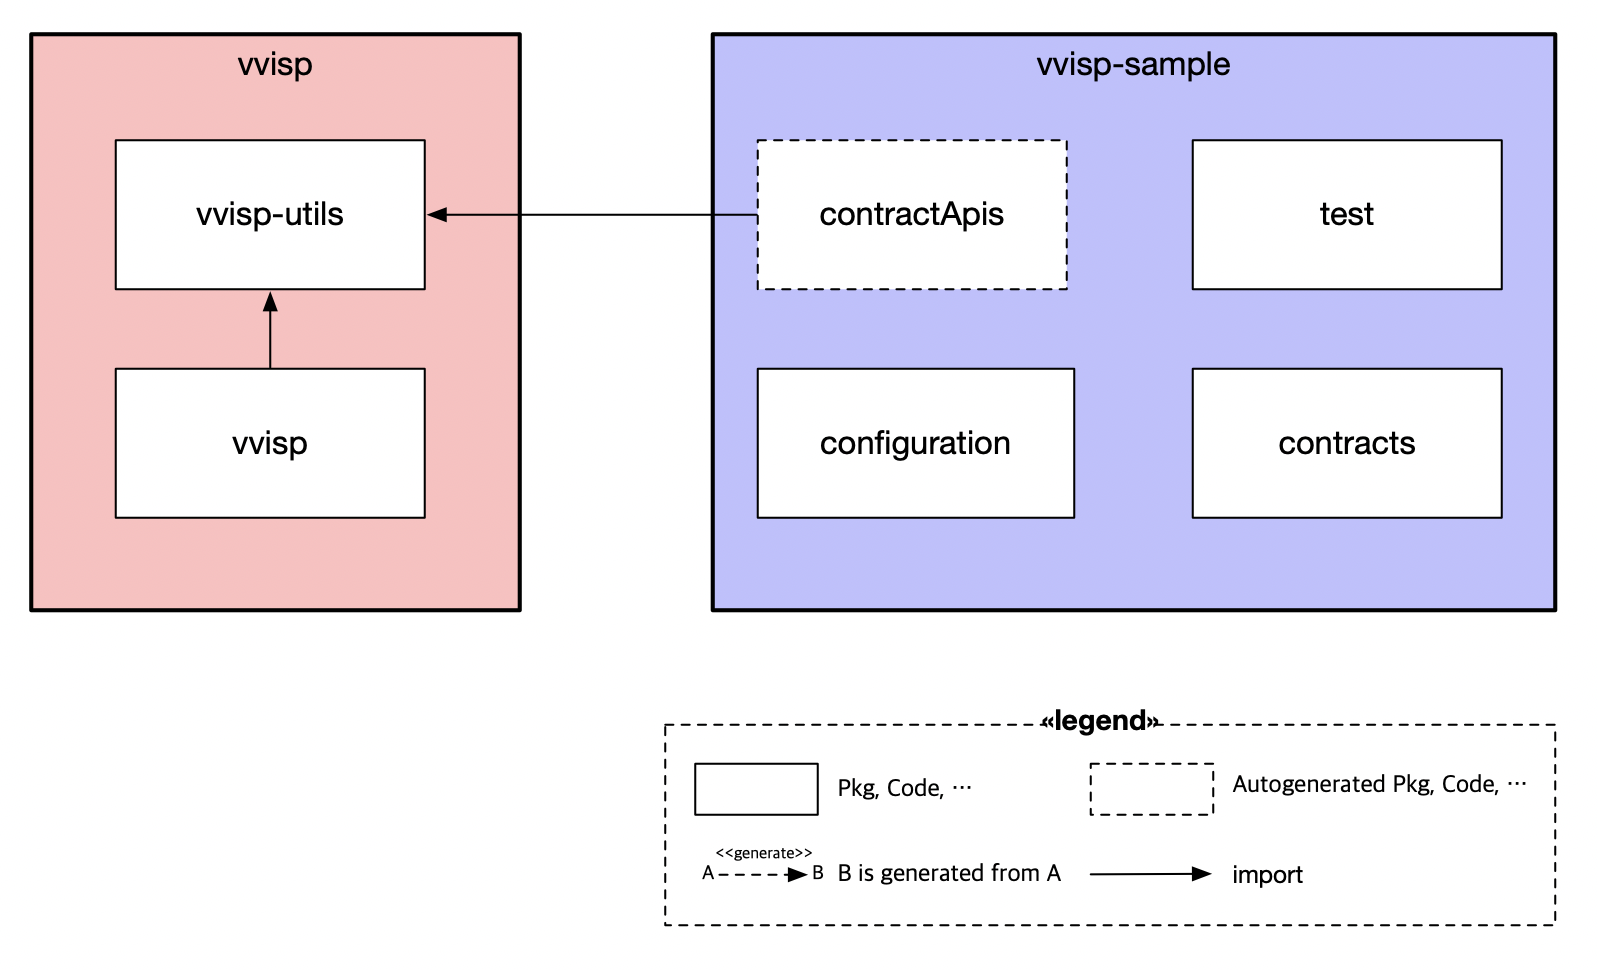 vvisp
vvisp-utils
vvisp
vvisp-sample
contractApis
test
configuration
contracts
«legend»
Pkg, Code, ···
Autogenerated Pkg, Code, ···
<<generate>>
A B B is generated from A
import